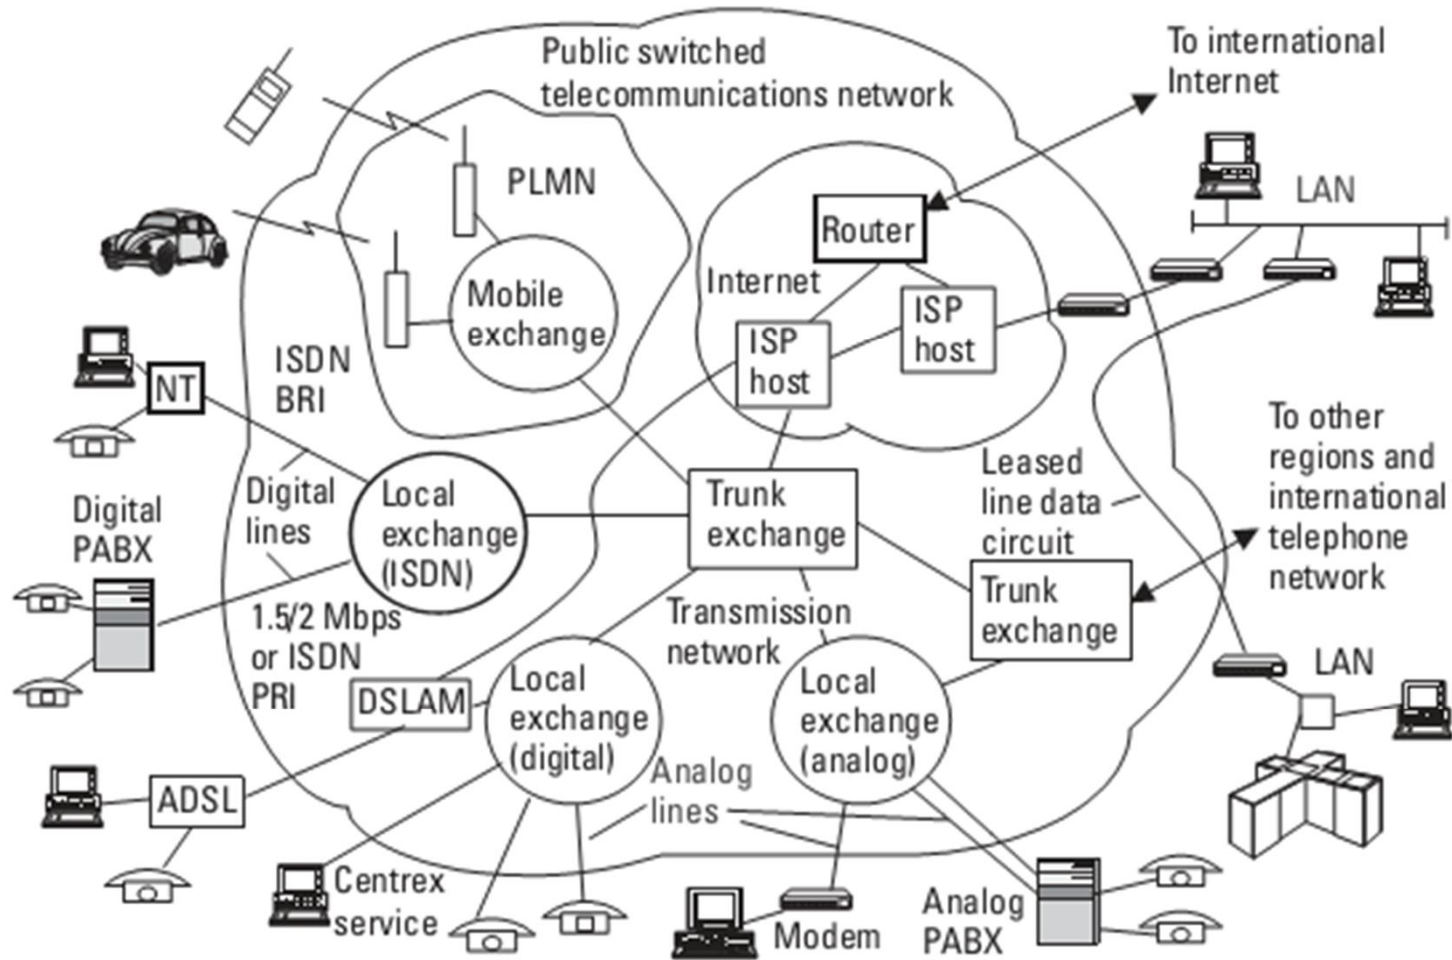 Public switched
telecommunications network
To international
Internet
PLMN
LAN
Router
Internet
Mobile
exchange
ISP
host
ISP
host
ISDN
BRI
NT
To other
regions and
international
telephone
network
Leased
line data
circuit
Digital
lines
Local
exchange
(ISDN)
Trunk
exchange
Digital
PABX
Trunk
exchange
1.5/2 Mbps
or ISDN
PRI
Transmission
network
LAN
DSLAM
Local
exchange
(digital)
Local
exchange
(analog)
Analog
lines
ADSL
Centrex
service
Modem
Analog
PABX